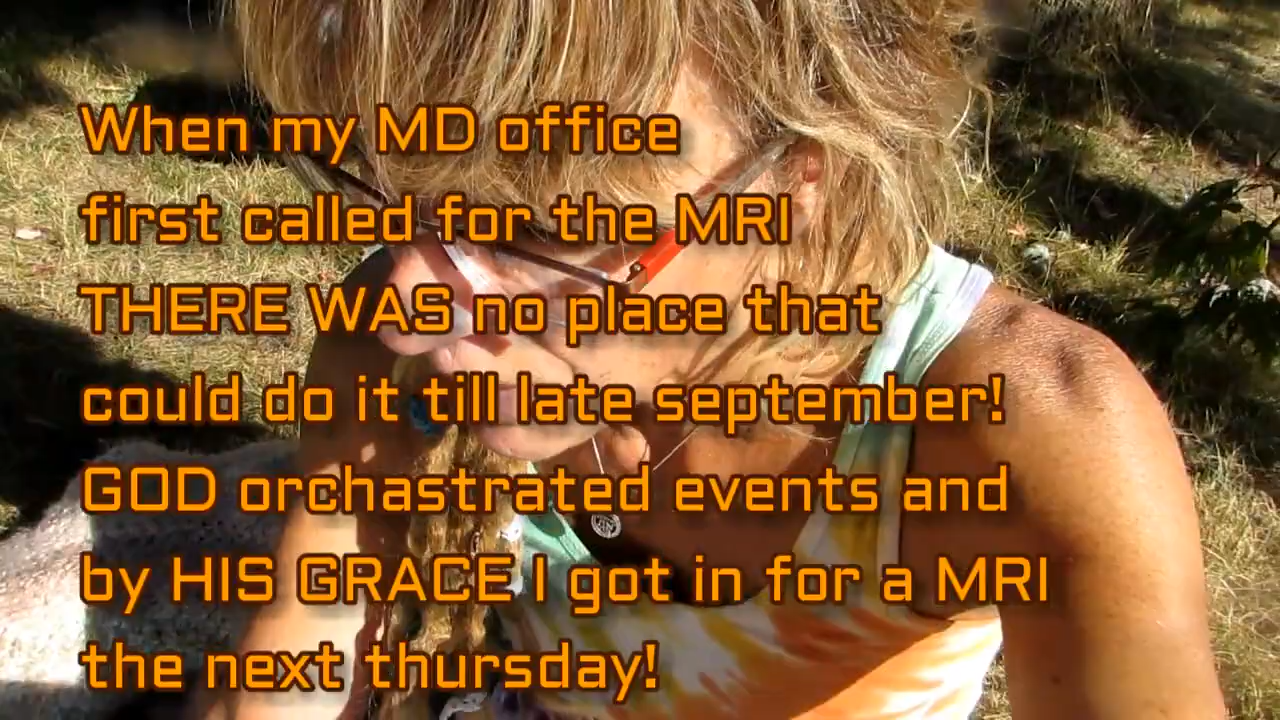 When my MD office
first called for the MRI
THERE WAS no place that
could do it till late september!
GOD orchastrated events and
by HIS GRACE I got in for a MRI
the next thursday!